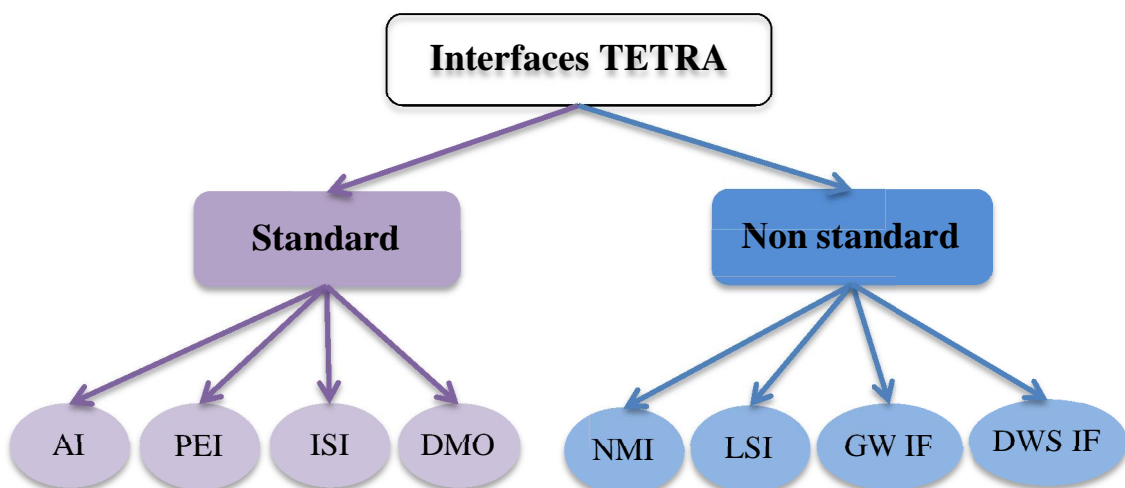 Interfaces TETRA
Standard
Non standard
AI
PEI
ISI
DMO
NMI
LSI
GW IF
DWS IF